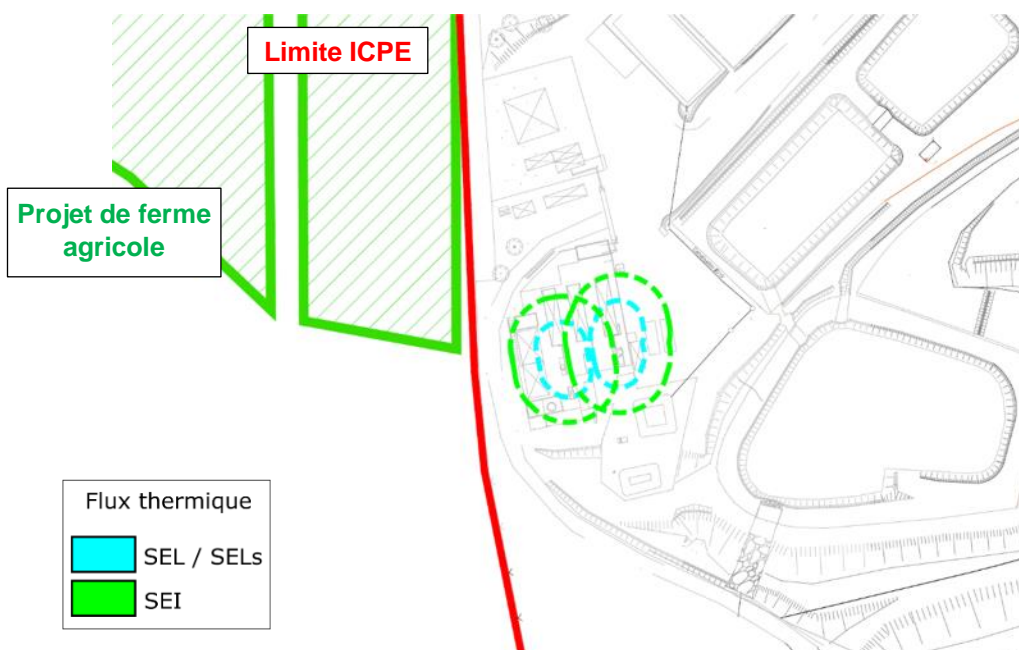 Limite ICPE
Projet de ferme
agricole
Flux thermique
SEL / SELs
SEI